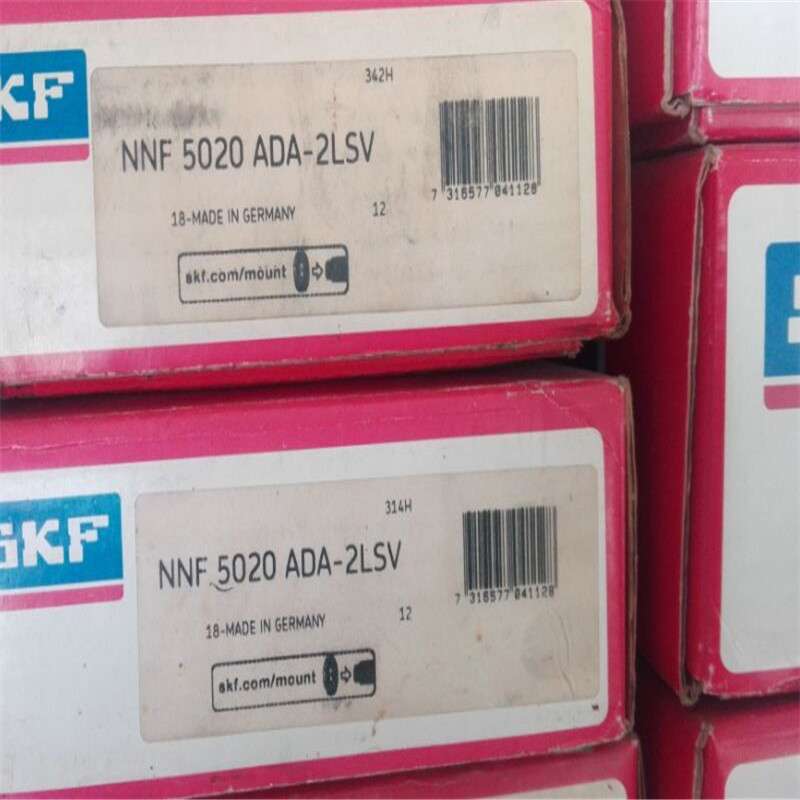 SKF
342H
NNF 5020 ADA-2LSV
7 316577 041128
18-MADE IN GERMANY
12
skf.com/mount
SKF
314H
NNF 5020 ADA-2LSV
7 316577 041128
18-MADE IN GERMANY
12
skf.com/mount